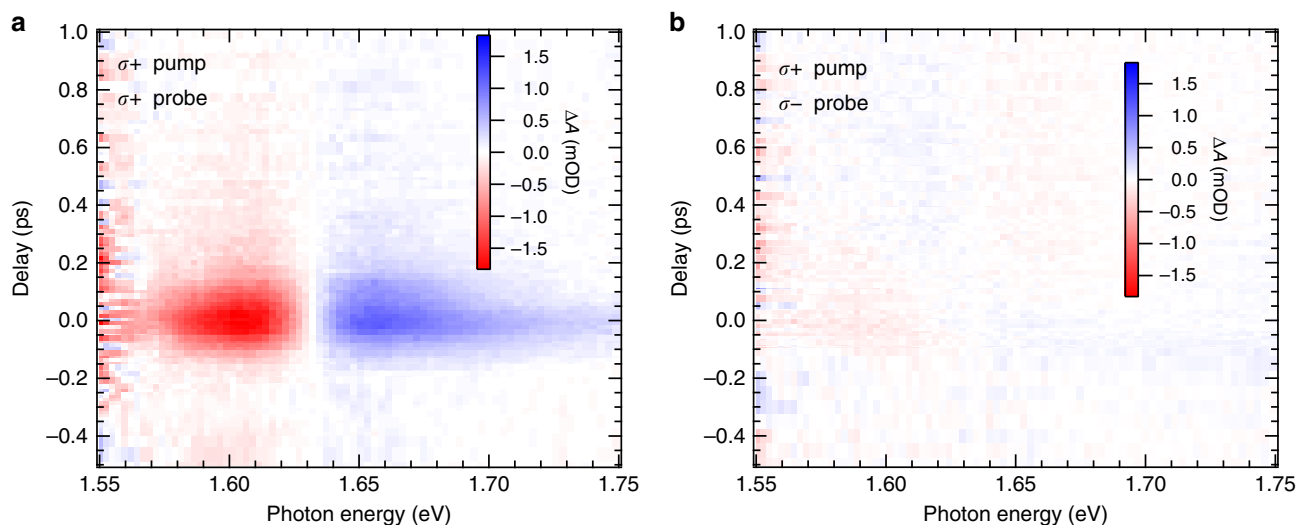 a
1.0
0.8
0.6
0.4
0.2
0.0
−0.2
−0.4
Delay (ps)
σ+ pump
σ+ probe
1.5
1.0
0.5
0.0
−0.5
−1.0
−1.5
ΔA (mOD)
1.55 1.60 1.65 1.70 1.75
Photon energy (eV)
b
1.0
0.8
0.6
0.4
0.2
0.0
−0.2
−0.4
Delay (ps)
σ+ pump
σ− probe
1.5
1.0
0.5
0.0
−0.5
−1.0
−1.5
ΔA (mOD)
1.55 1.60 1.65 1.70 1.75
Photon energy (eV)